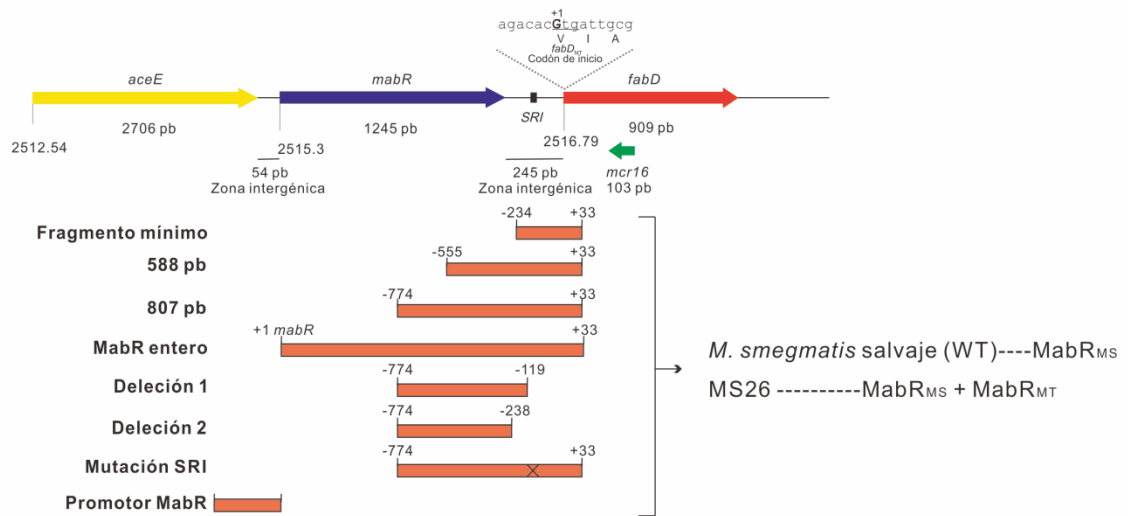 +1
agacacGtgattgcg
V I A
fabDMT
Codón de inicio
aceE mabR fabD
SRI
2706 pb 1245 pb 909 pb
2512.54 2515.3 2516.79
54 pb 245 pb mcr16
Zona intergénica Zona intergénica 103 pb
-234 +33
Fragmento mínimo
-555 +33
588 pb
-774 +33
807 pb
+1 mabR +33
MabR entero
-774 -119
Deleción 1
-774 -238
Deleción 2
-774 +33
Mutación SRI
Promotor MabR
M. smegmatis salvaje (WT)----MabRMS
MS26 ----------MabRMS + MabRMT